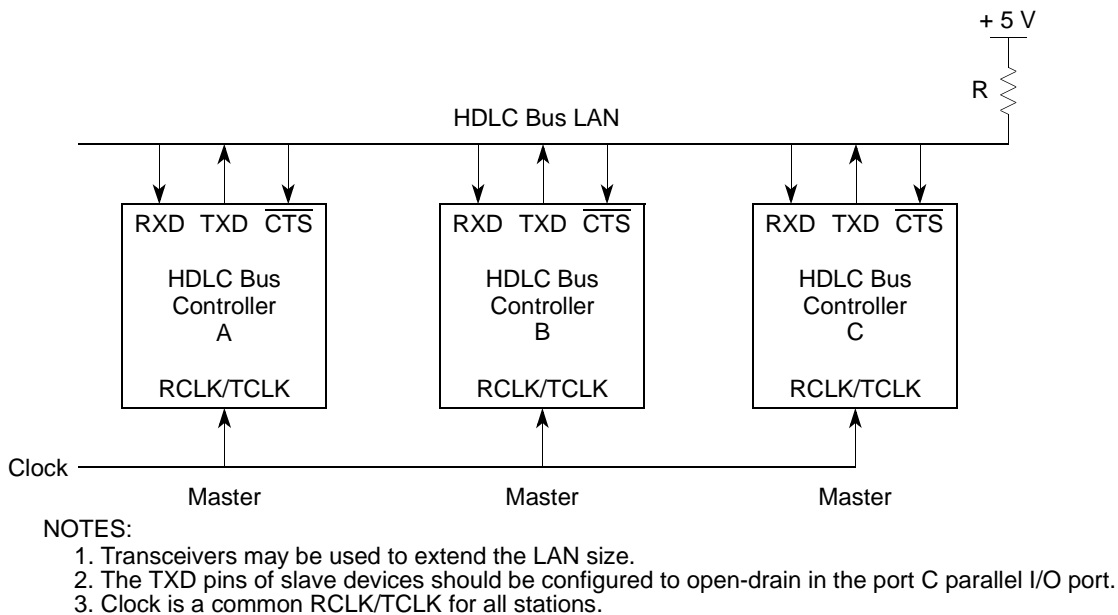 + 5 V
R
HDLC Bus LAN
RXD TXD CTS
RXD TXD CTS
RXD TXD CTS
HDLC Bus
Controller
A
HDLC Bus
Controller
B
HDLC Bus
Controller
C
RCLK/TCLK
RCLK/TCLK
RCLK/TCLK
Clock
Master
Master
Master
NOTES:
1. Transceivers may be used to extend the LAN size.
2. The TXD pins of slave devices should be configured to open-drain in the port C parallel I/O port.
3. Clock is a common RCLK/TCLK for all stations.